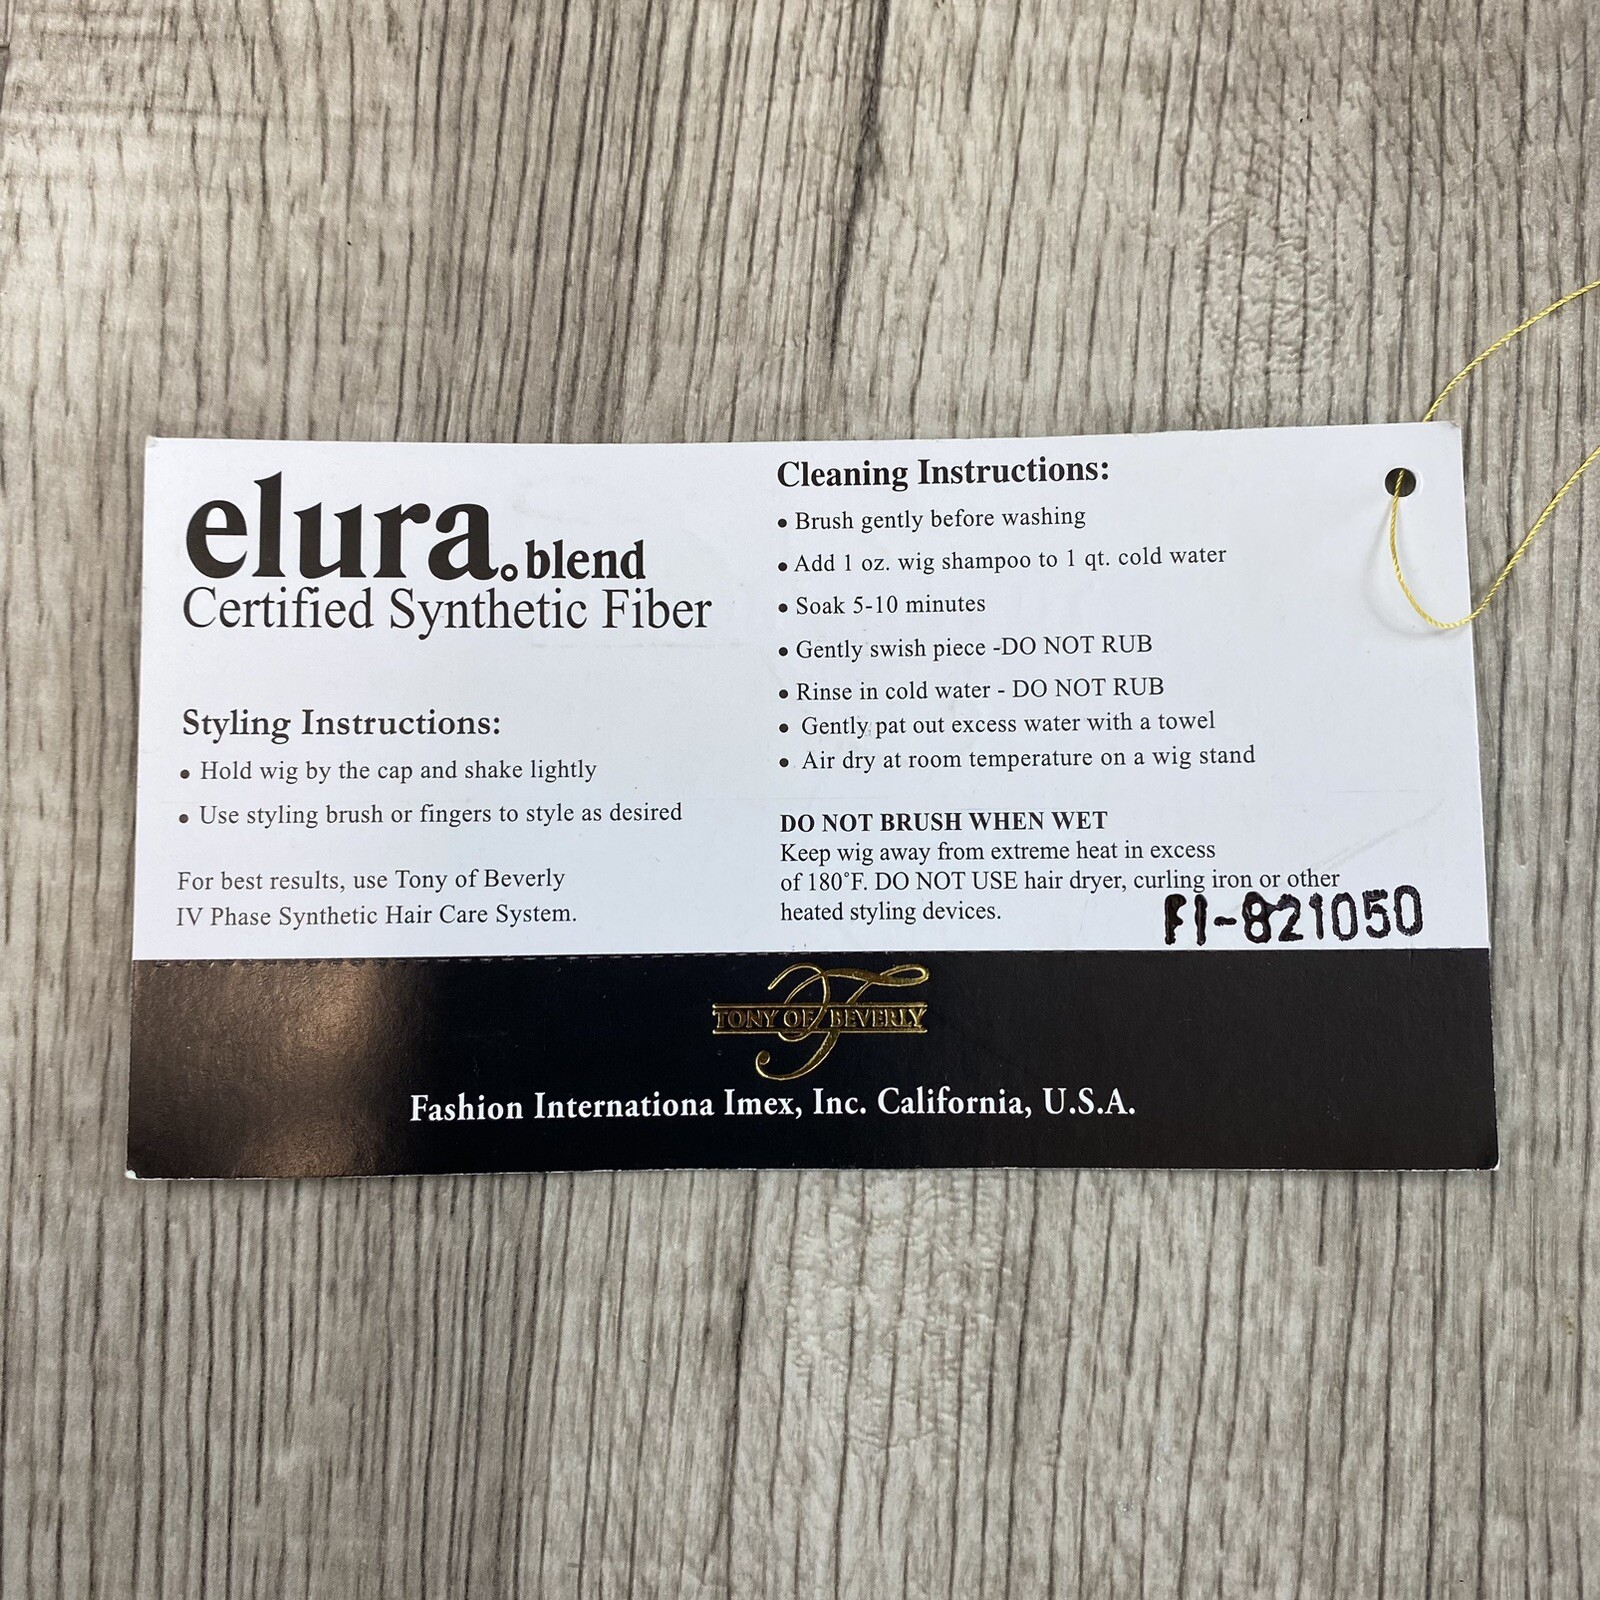 elura. blend
Certified Synthetic Fiber
Styling Instructions:
• Hold wig by the cap and shake lightly
• Use styling brush or fingers to style as desired
For best results, use Tony of Beverly
IV Phase Synthetic Hair Care System.
Cleaning Instructions:
• Brush gently before washing
• Add 1 oz. wig shampoo to 1 qt. cold water
• Soak 5-10 minutes
• Gently swish piece -DO NOT RUB
• Rinse in cold water - DO NOT RUB
• Gently pat out excess water with a towel
• Air dry at room temperature on a wig stand
DO NOT BRUSH WHEN WET
Keep wig away from extreme heat in excess
of 180°F. DO NOT USE hair dryer, curling iron or other
heated styling devices.
FI-821050
TONY OF BEVERLY
Fashion Internationa Imex, Inc. California, U.S.A.